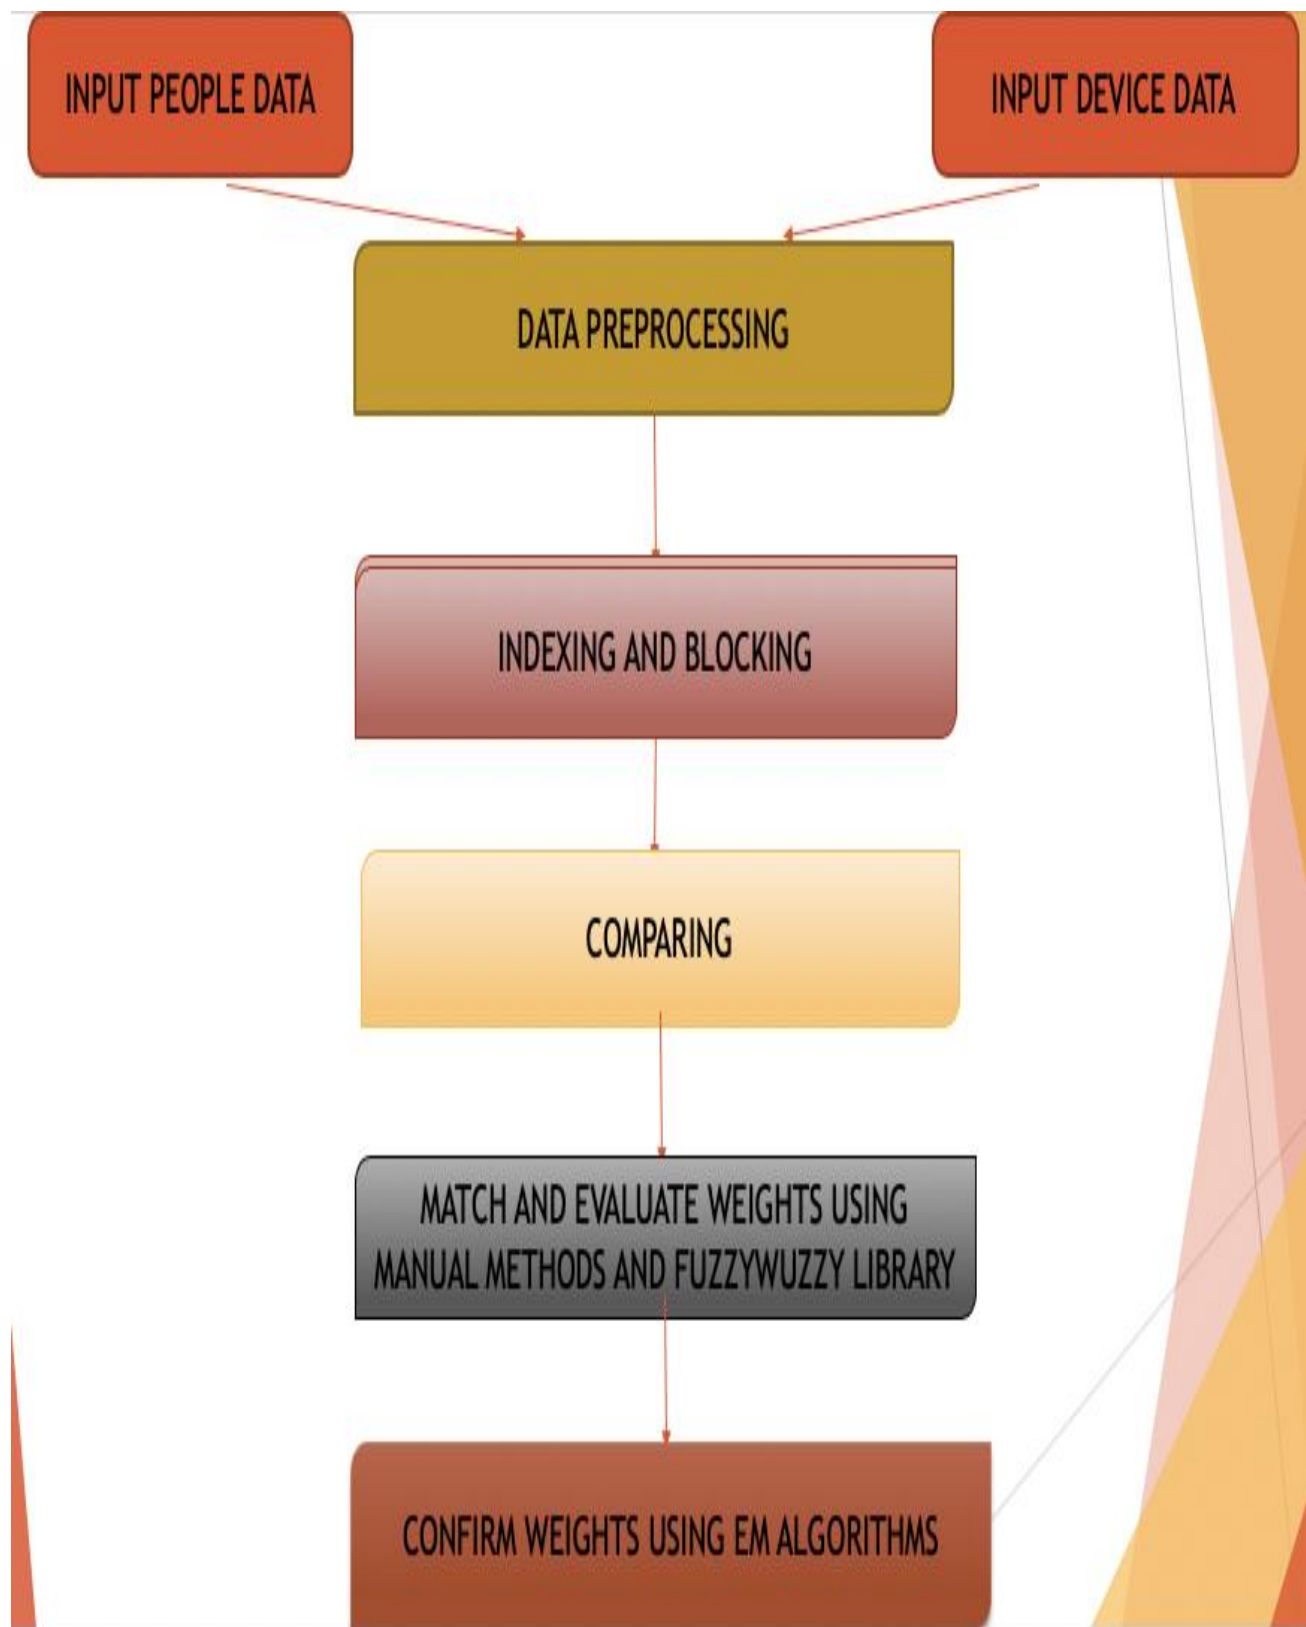 INPUT PEOPLE DATA
INPUT DEVICE DATA
DATA PREPROCESSING
INDEXING AND BLOCKING
COMPARING
MATCH AND EVALUATE WEIGHTS USING
MANUAL METHODS AND FUZZYWUZZY LIBRARY
CONFIRM WEIGHTS USING EM ALGORITHMS